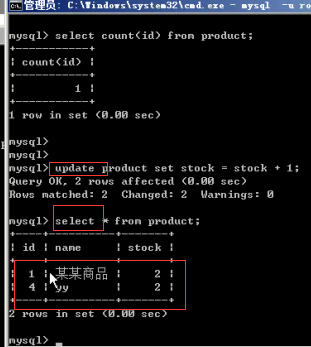 管理员: C:\Windows\system32\cmd.exe - mysql -u ro
mysql> select count(id) from product;
+-----------+
| count(id) |
+-----------+
| 1 |
+-----------+
1 row in set (0.00 sec)
mysql>
mysql>
mysql> update product set stock = stock + 1;
Query OK, 2 rows affected (0.00 sec)
Rows matched: 2 Changed: 2 Warnings: 0
mysql> select * from product;
+----+----------+-------+
| id | name | stock |
+----+----------+-------+
| 1 | 某某商品 | 2 |
| 4 | yy | 2 |
+----+----------+-------+
2 rows in set (0.00 sec)
mysql>